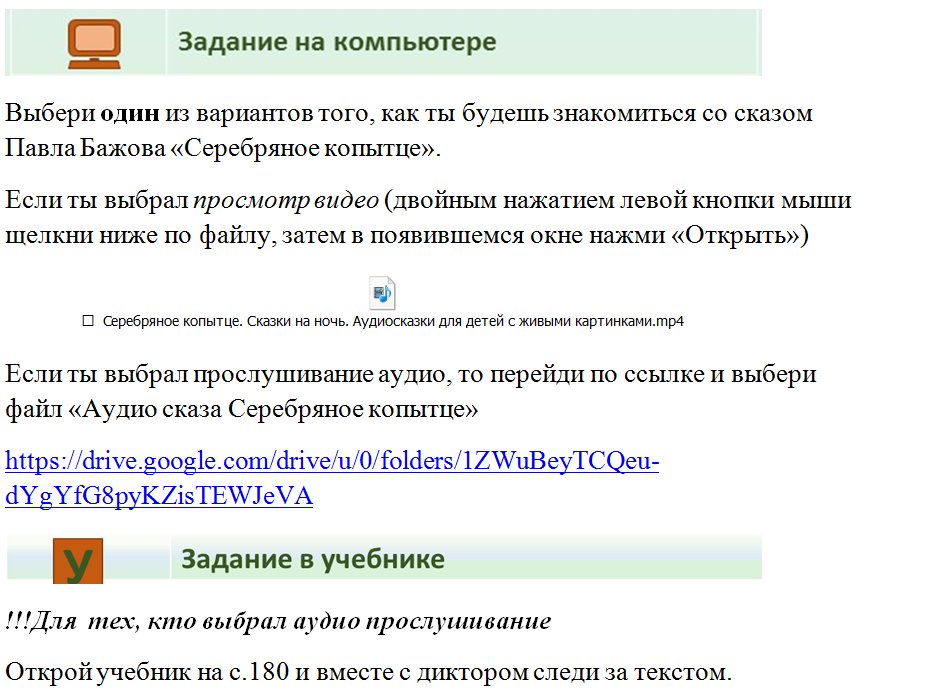 Задание на компьютере
Выбери один из вариантов того, как ты будешь знакомиться со сказом
Павла Бажова «Серебряное копытце».
Если ты выбрал просмотр видео (двойным нажатием левой кнопки мыши
щелкни ниже по файлу, затем в появившемся окне нажми «Открыть»)
Серебряное копытце. Сказки на ночь. Аудиосказки для детей с живыми картинками.mp4
Если ты выбрал прослушивание аудио, то перейди по ссылке и выбери
файл «Аудио сказа Серебряное копытце»
https://drive.google.com/drive/u/0/folders/1ZWuBeyTCQeu-
dYgYfG8pyKZisTEWJeVA
У Задание в учебнике
!!!Для тех, кто выбрал аудио прослушивание
Открой учебник на с.180 и вместе с диктором следи за текстом.